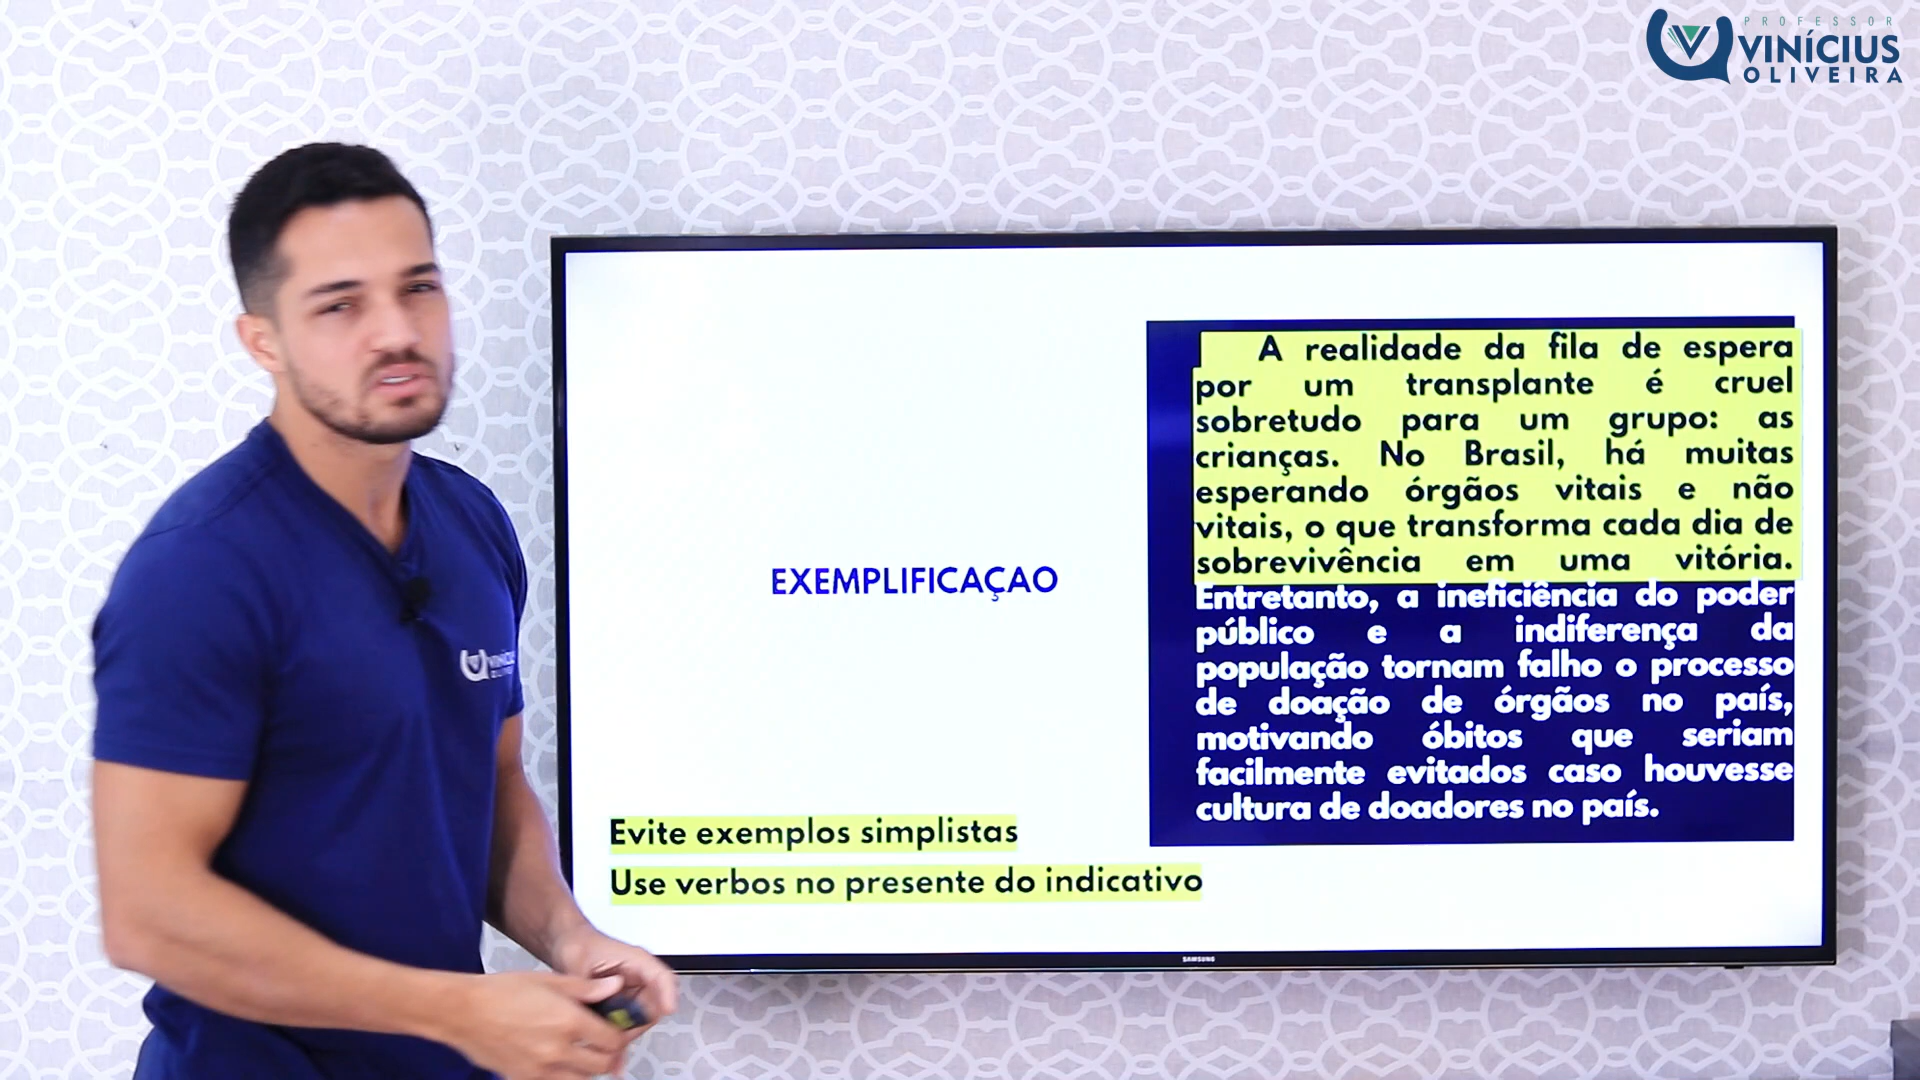 PROFESSOR
VINÍCIUS
OLIVEIRA
A realidade da fila de espera
por um transplante é cruel
sobretudo para um grupo: as
crianças. No Brasil, há muitas
esperando órgãos vitais e não
vitais, o que transforma cada dia de
sobrevivência em uma vitória.
Entretanto, a ineficiência do poder
público e a indiferença da
população tornam falho o processo
de doação de órgãos no país,
motivando óbitos que seriam
facilmente evitados caso houvesse
cultura de doadores no país.
EXEMPLIFICAÇAO
Evite exemplos simplistas
Use verbos no presente do indicativo
SAMSUNG